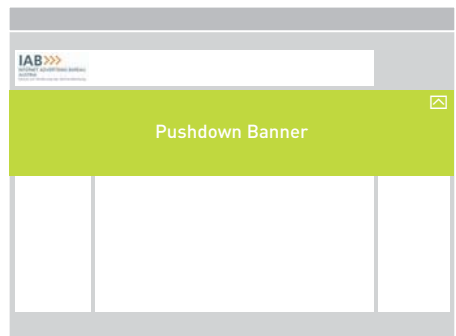 IAB
INTERNET ADVERTISING BUREAU
AUSTRIA
Pushdown Banner